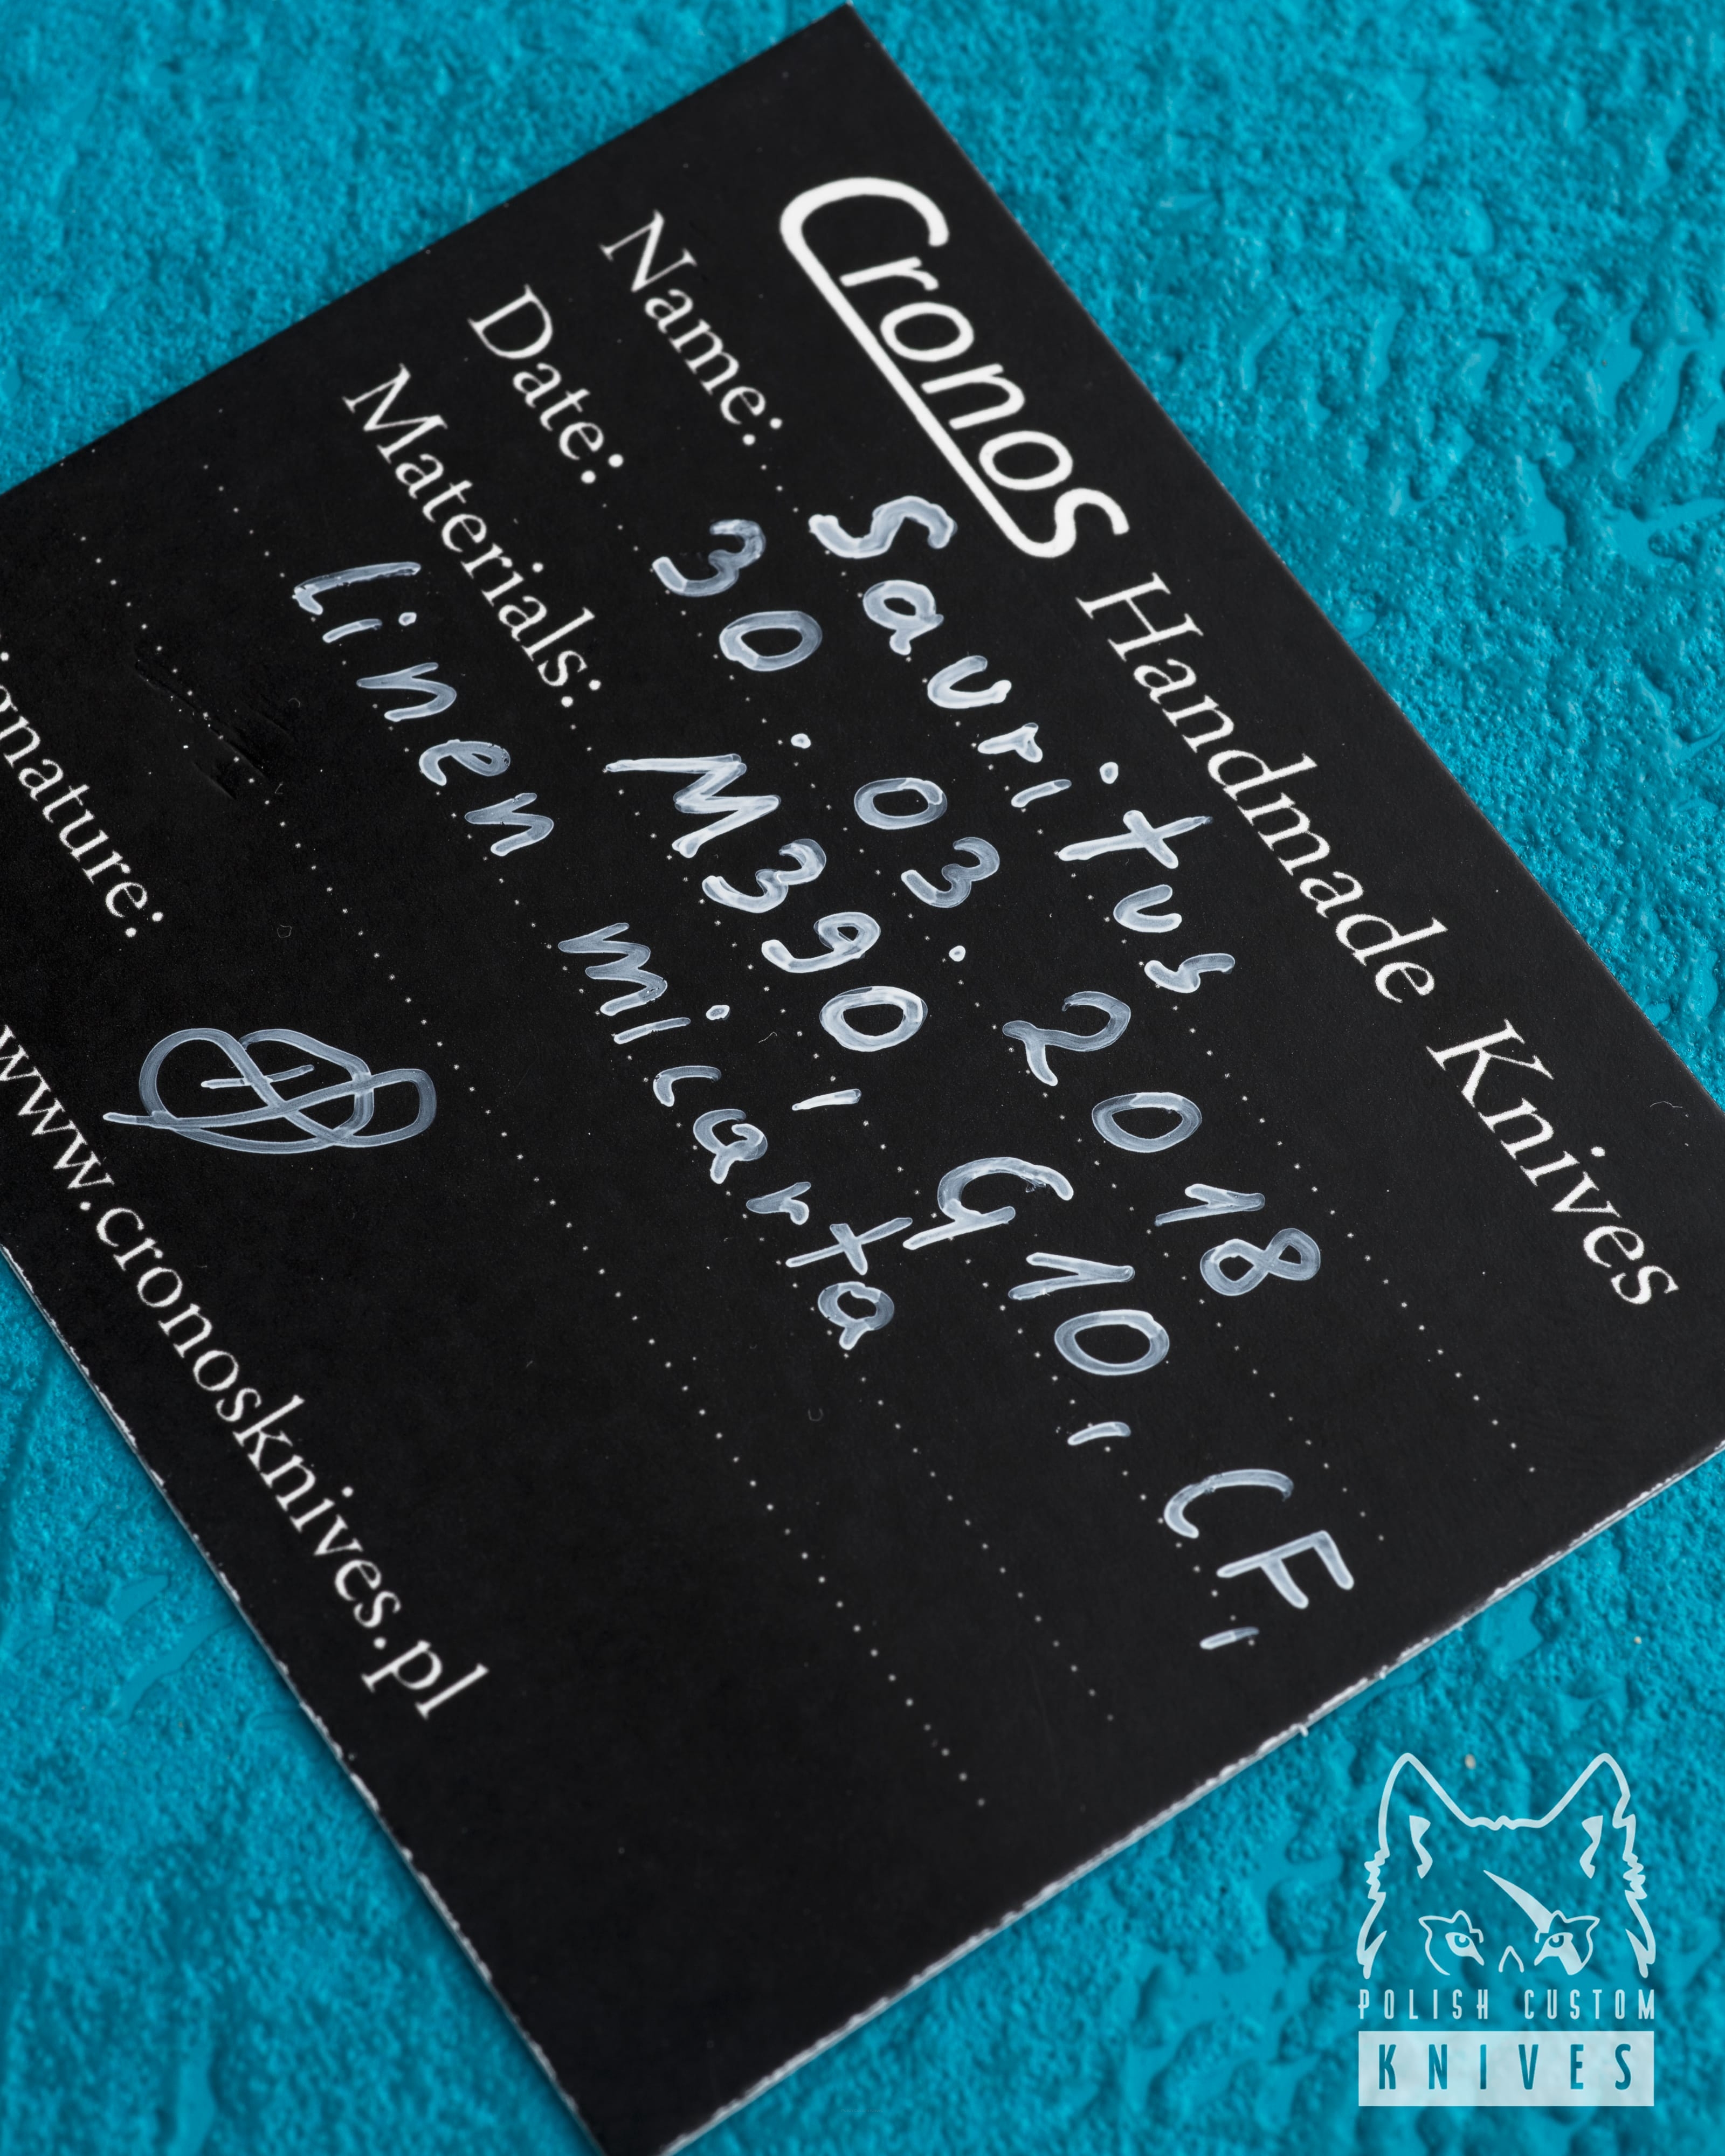 Cronos Handmade Knives
Name: Sauritus
Date: 30.03.2018
Materials: M390, G10, CF,
linen micarta
ignature:
www.cronosknives.pl
POLISH CUSTOM
KNIVES